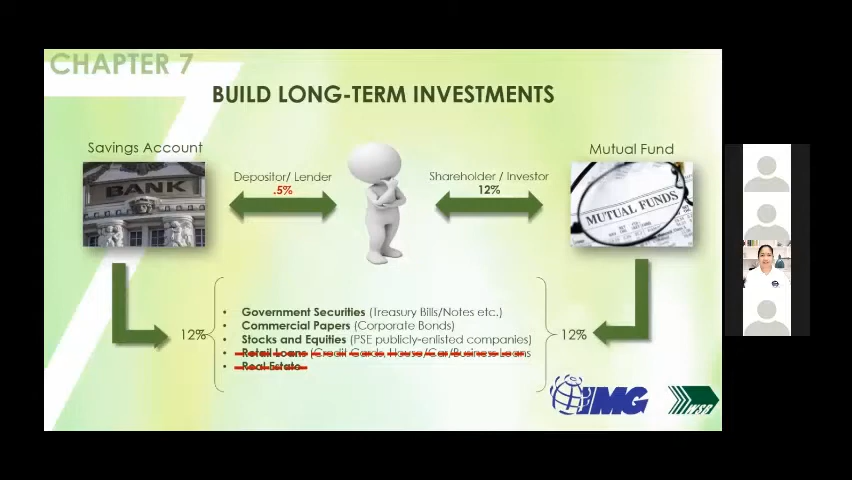 CHAPTER 7
BUILD LONG-TERM INVESTMENTS
Savings Account
Mutual Fund
BANK
Depositor/ Lender
.5%
Shareholder / Investor
12%
MUTUAL FUNDS
12%
• Government Securities (Treasury Bills/Notes etc.)
• Commercial Papers (Corporate Bonds)
• Stocks and Equities (PSE publicly-enlisted companies)
• Retail Loans (Credit Cards, House/Car/Business Loans
• Real Estate
12%
IMG
WSP